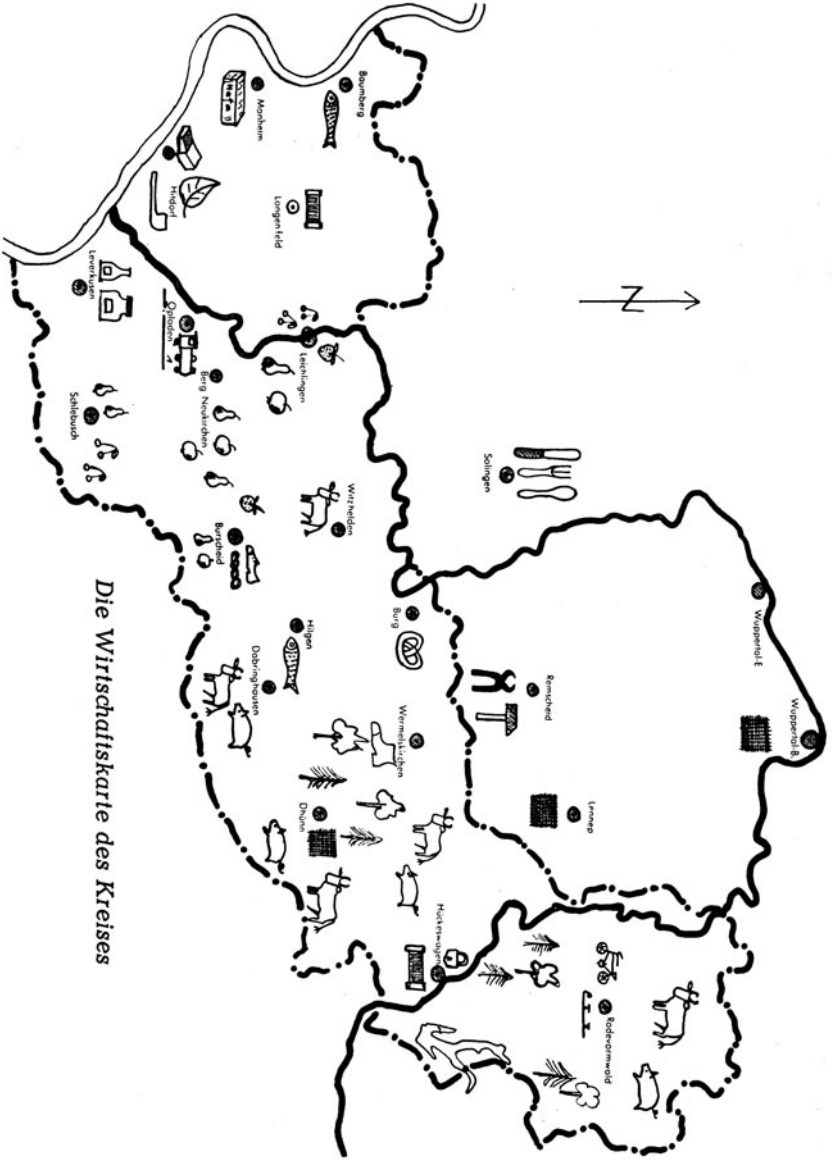 Baumberg
Monheim
Hefe
Hitdorf
Langenfeld
Leverkusen
Opladen
Leichlingen
Berg Neukirchen
Schlebusch
Solingen
Witzhelden
Burscheid
Burg
Hilgen
Dabringhausen
Wermelskirchen
Dhünn
Remscheid
Lennep
Wuppertal-E
Wuppertal-B.
Hückeswagen
Radevormwald
N
Die Wirtschaftskarte des Kreises